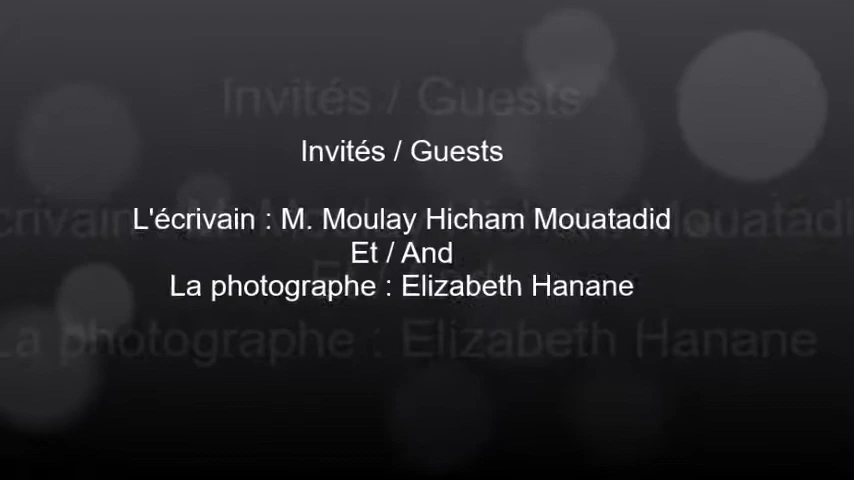 Invités / Guests
L'écrivain : M. Moulay Hicham Mouatadid
Et / And
La photographe : Elizabeth Hanane